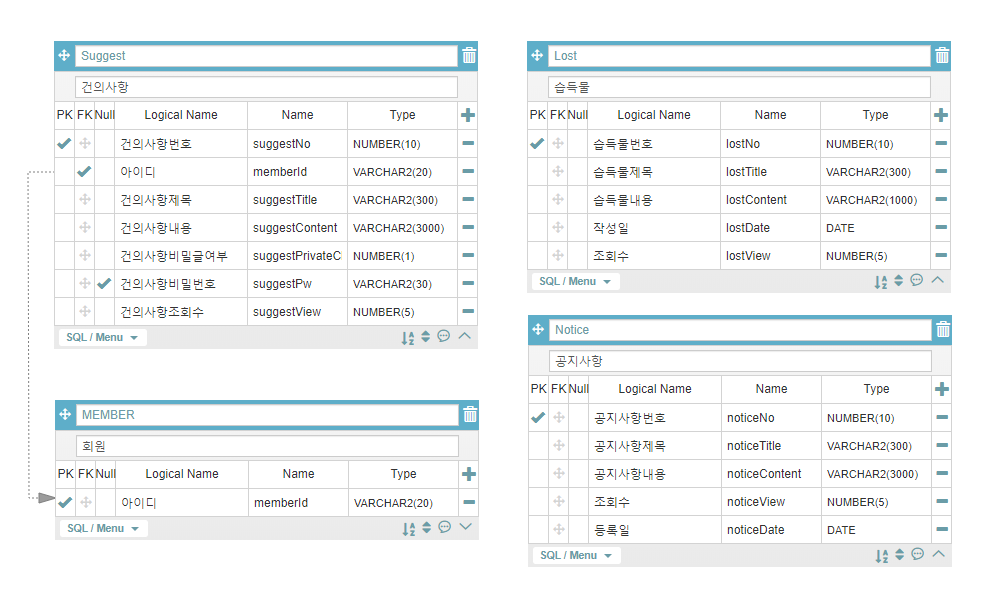 Suggest
건의사항
PK FK Null Logical Name Name Type
건의사항번호 suggestNo NUMBER(10)
아이디 memberId VARCHAR2(20)
건의사항제목 suggestTitle VARCHAR2(300)
건의사항내용 suggestContent VARCHAR2(3000)
건의사항비밀글여부 suggestPrivateC NUMBER(1)
건의사항비밀번호 suggestPw VARCHAR2(30)
건의사항조회수 suggestView NUMBER(5)
SQL / Menu
MEMBER
회원
PK FK Null Logical Name Name Type
아이디 memberId VARCHAR2(20)
SQL / Menu
Lost
습득물
PK FK Null Logical Name Name Type
습득물번호 lostNo NUMBER(10)
습득물제목 lostTitle VARCHAR2(300)
습득물내용 lostContent VARCHAR2(1000)
작성일 lostDate DATE
조회수 lostView NUMBER(5)
SQL / Menu
Notice
공지사항
PK FK Null Logical Name Name Type
공지사항번호 noticeNo NUMBER(10)
공지사항제목 noticeTitle VARCHAR2(300)
공지사항내용 noticeContent VARCHAR2(3000)
조회수 noticeView NUMBER(5)
등록일 noticeDate DATE
SQL / Menu